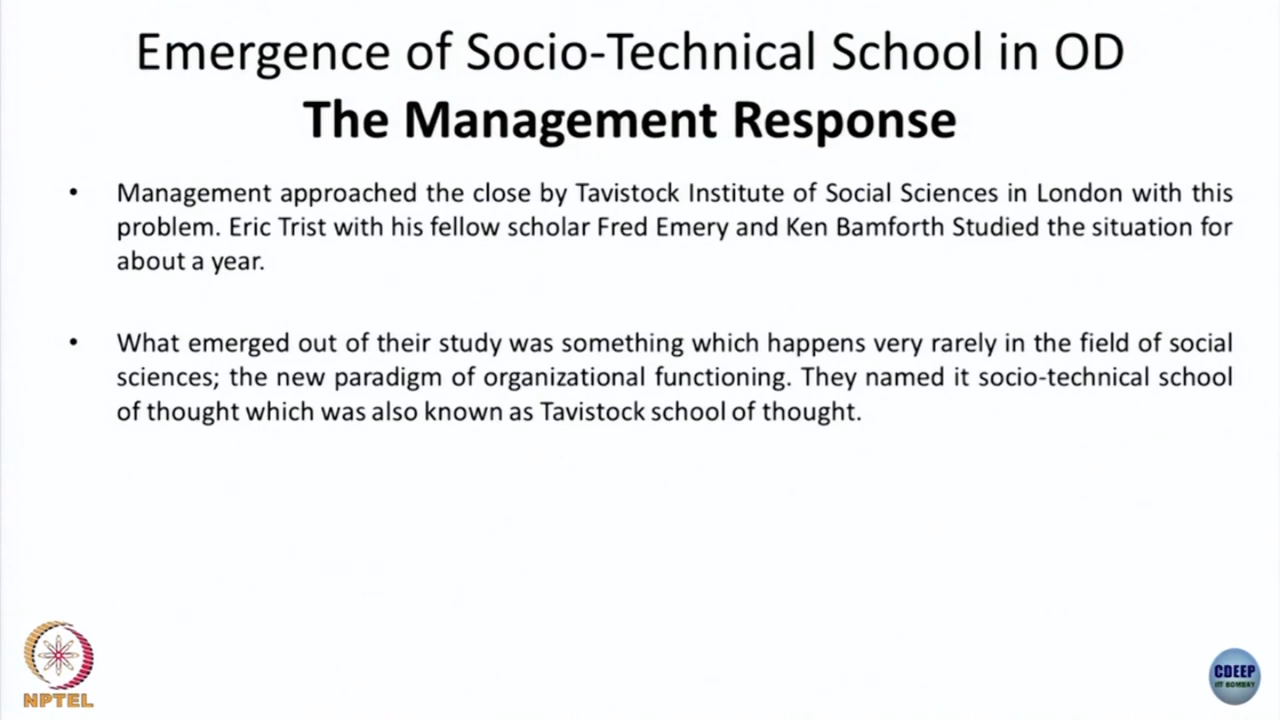 Emergence of Socio-Technical School in OD
The Management Response
• Management approached the close by Tavistock Institute of Social Sciences in London with this
problem. Eric Trist with his fellow scholar Fred Emery and Ken Bamforth Studied the situation for
about a year.
• What emerged out of their study was something which happens very rarely in the field of social
sciences; the new paradigm of organizational functioning. They named it socio-technical school
of thought which was also known as Tavistock school of thought.
NPTEL
CDEEP
IIT BOMBAY